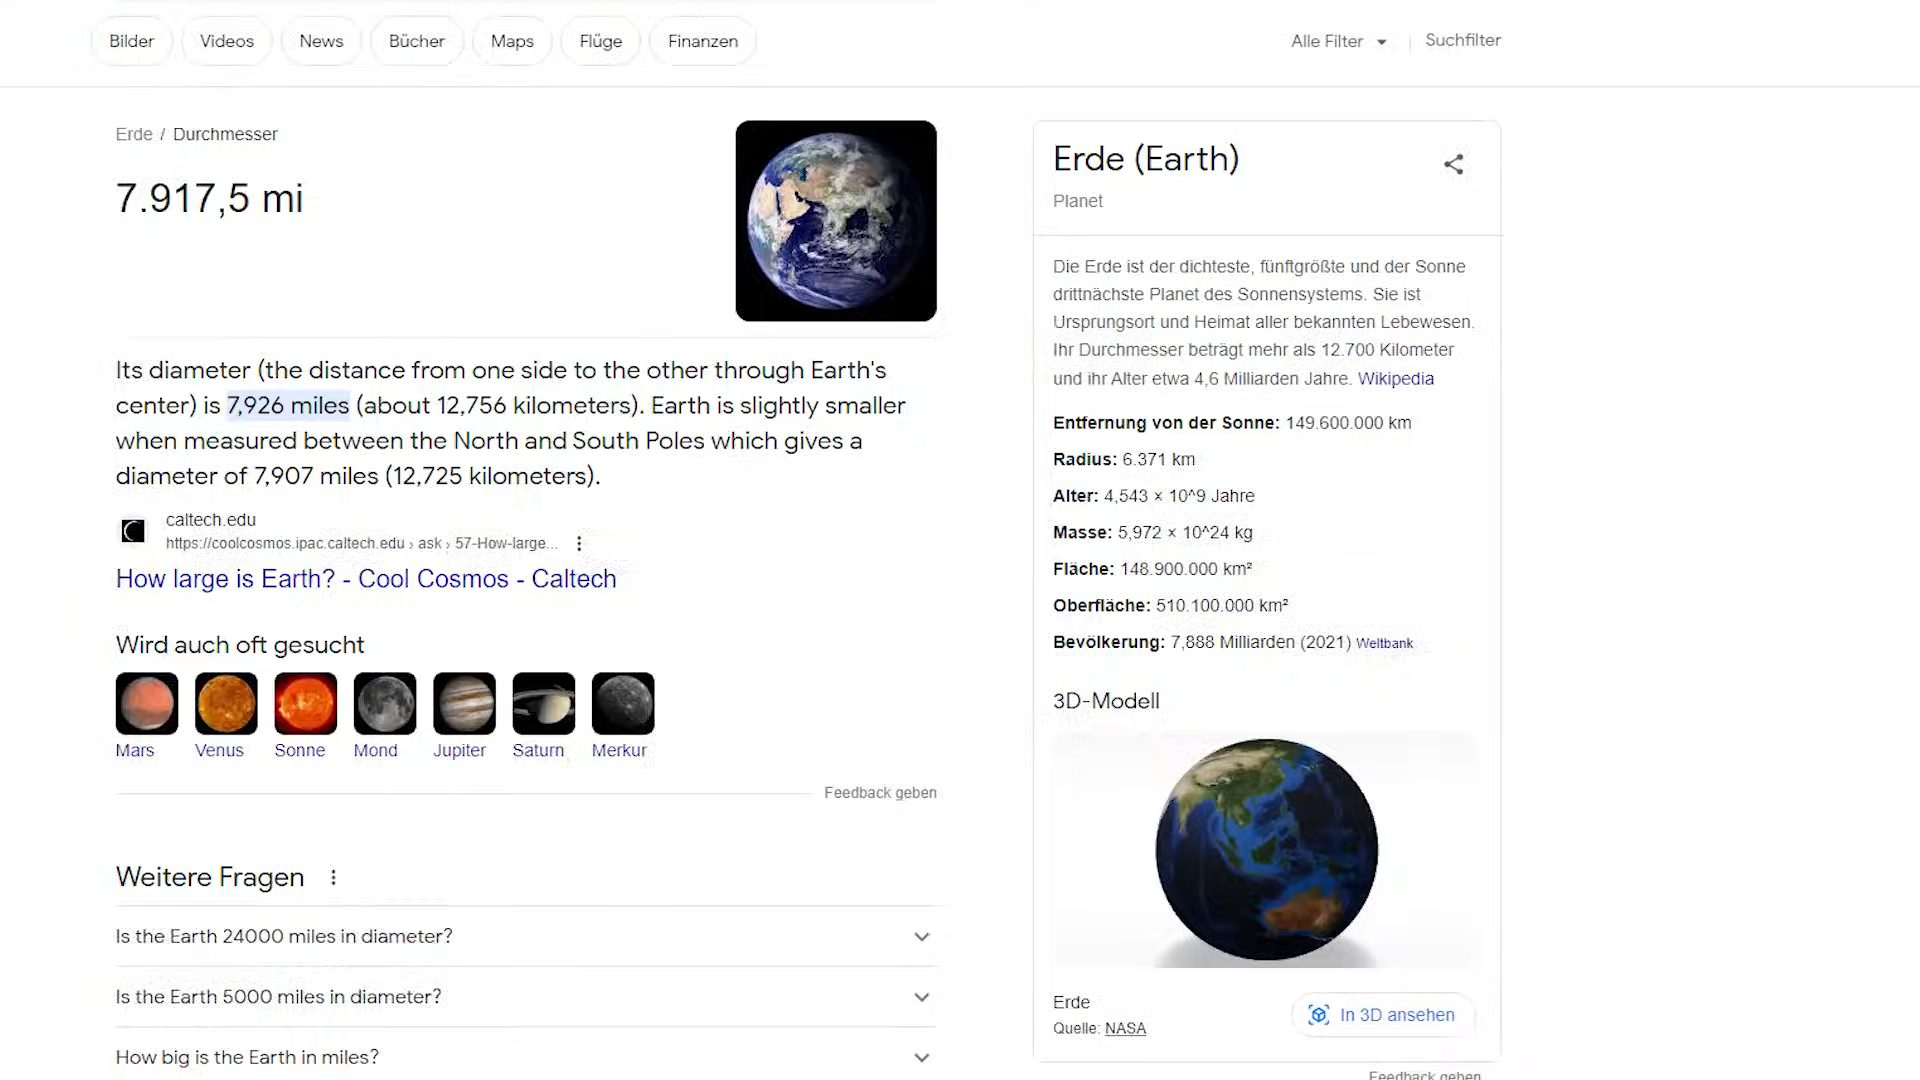 Bilder Videos News Bücher Maps Flüge Finanzen Alle Filter Suchfilter
Erde / Durchmesser
7.917,5 mi
Its diameter (the distance from one side to the other through Earth's
center) is 7,926 miles (about 12,756 kilometers). Earth is slightly smaller
when measured between the North and South Poles which gives a
diameter of 7,907 miles (12,725 kilometers).
caltech.edu
https://coolcosmos.ipac.caltech.edu › ask › 57-How-large...
How large is Earth? - Cool Cosmos - Caltech
Wird auch oft gesucht
Mars Venus Sonne Mond Jupiter Saturn Merkur
Feedback geben
Weitere Fragen
Is the Earth 24000 miles in diameter?
Is the Earth 5000 miles in diameter?
How big is the Earth in miles?
Erde (Earth)
Planet
Die Erde ist der dichteste, fünftgrößte und der Sonne
drittnächste Planet des Sonnensystems. Sie ist
Ursprungsort und Heimat aller bekannten Lebewesen.
Ihr Durchmesser beträgt mehr als 12.700 Kilometer
und ihr Alter etwa 4,6 Milliarden Jahre. Wikipedia
Entfernung von der Sonne: 149.600.000 km
Radius: 6.371 km
Alter: 4,543 × 10^9 Jahre
Masse: 5,972 × 10^24 kg
Fläche: 148.900.000 km²
Oberfläche: 510.100.000 km²
Bevölkerung: 7,888 Milliarden (2021) Weltbank
3D-Modell
Erde
Quelle: NASA
In 3D ansehen
Feedback geben